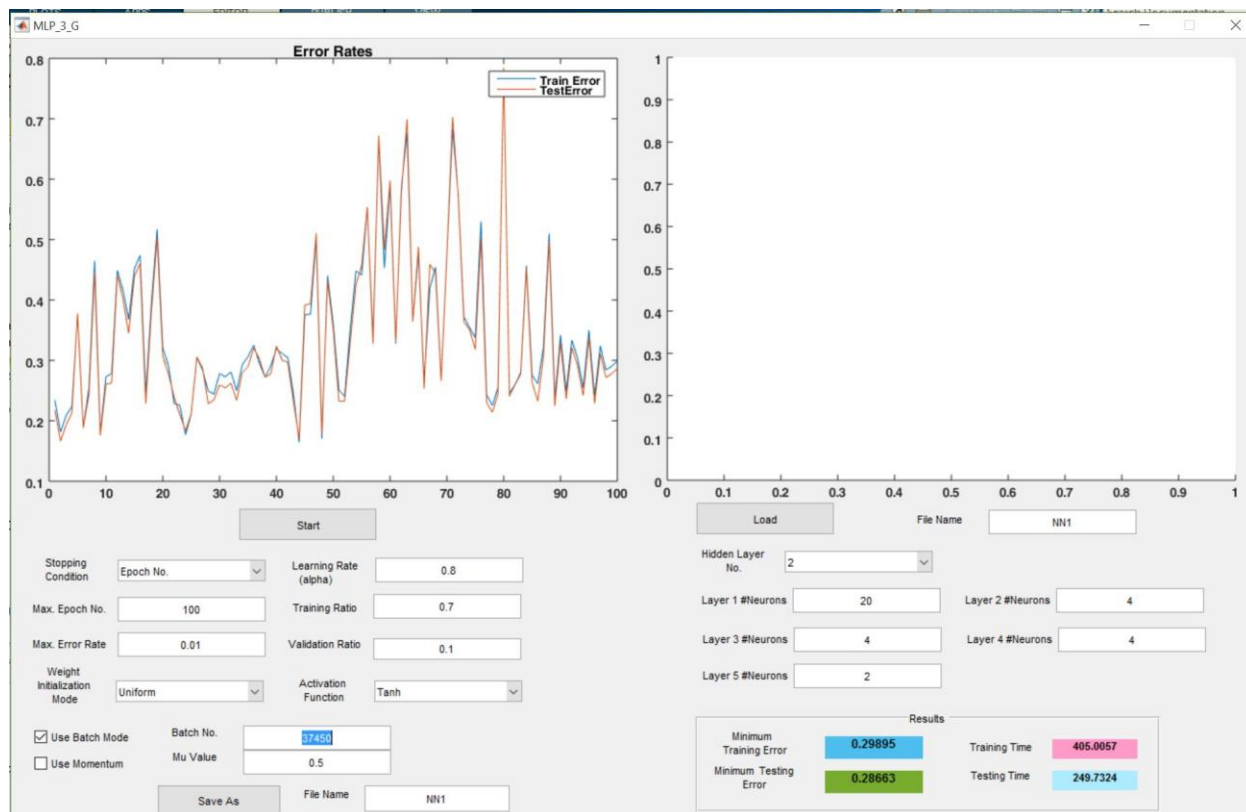 PLOTS APPS EDITOR PUBLISH VIEW Search Documentation
MLP_3_G
Error Rates
Train Error
TestError
0.8
0.7
0.6
0.5
0.4
0.3
0.2
0.1
0 10 20 30 40 50 60 70 80 90 100
1
0.9
0.8
0.7
0.6
0.5
0.4
0.3
0.2
0.1
0
0 0.1 0.2 0.3 0.4 0.5 0.6 0.7 0.8 0.9 1
Start
Stopping Condition
Epoch No.
Learning Rate (alpha)
0.8
Max. Epoch No.
100
Training Ratio
0.7
Max. Error Rate
0.01
Validation Ratio
0.1
Weight Initialization Mode
Uniform
Activation Function
Tanh
Use Batch Mode
Batch No.
37450
Use Momentum
Mu Value
0.5
Save As
File Name
NN1
Load
File Name
NN1
Hidden Layer No.
2
Layer 1 #Neurons
20
Layer 2 #Neurons
4
Layer 3 #Neurons
4
Layer 4 #Neurons
4
Layer 5 #Neurons
2
Results
Minimum Training Error
0.29895
Training Time
405.0057
Minimum Testing Error
0.28663
Testing Time
249.7324